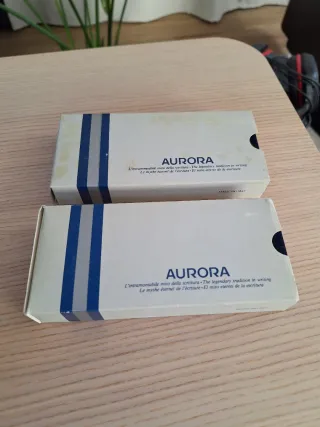 AURORA
L'intramontabile mito della scrittura - The legendary tradition in writing
Le mythe éternel de l'écriture - El mito eterno de la escritura
AURORA
L'intramontabile mito della scrittura - The legendary tradition in writing
Le mythe éternel de l'écriture - El mito eterno de la escritura